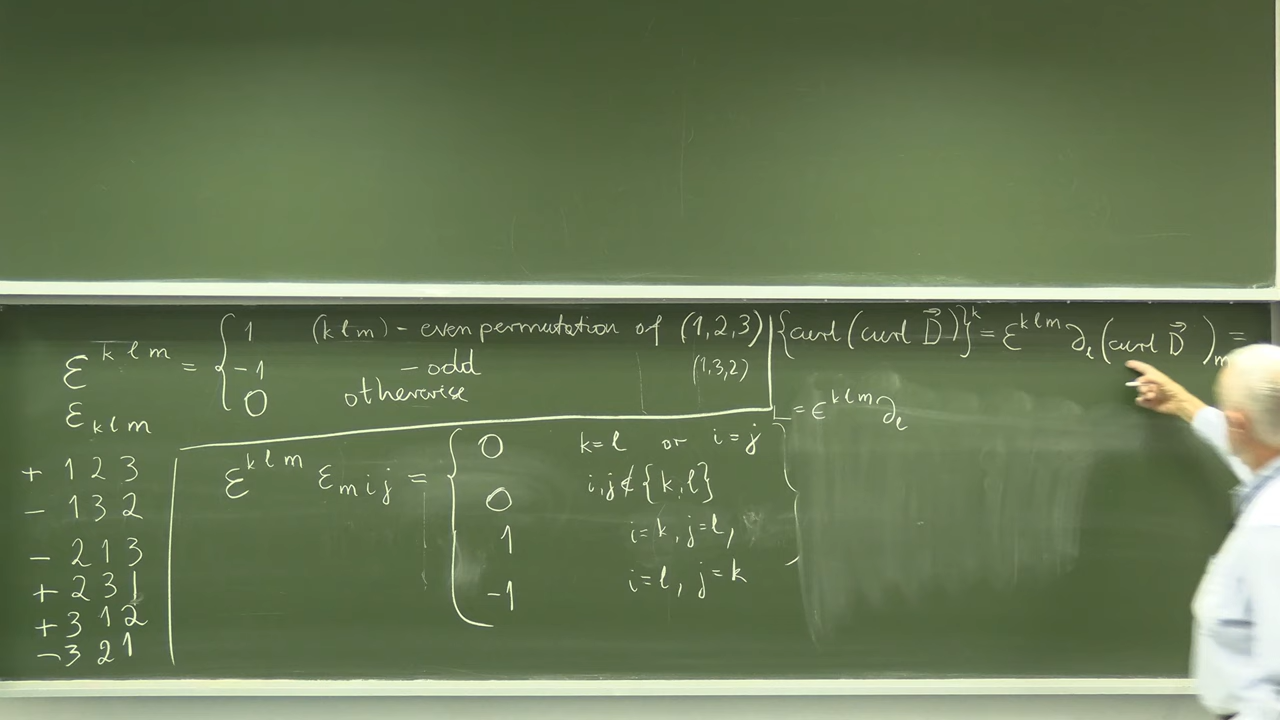 ε^{klm} = { 1 (klm) - even permutation of (1,2,3)
-1 - odd (1,3,2)
0 otherwise
ε_{klm}
+ 1 2 3
- 1 3 2
- 2 1 3
+ 2 3 1
+ 3 1 2
- 3 2 1
ε^{klm} ε_{mij} = { 0 k=l or i=j
0 i,j∉{k,l}
1 i=k, j=l,
-1 i=l, j=k }
{curl (curl D⃗)}^k = ε^{klm} ∂_l (curl D⃗)_m =
= ε^{klm} ∂_l